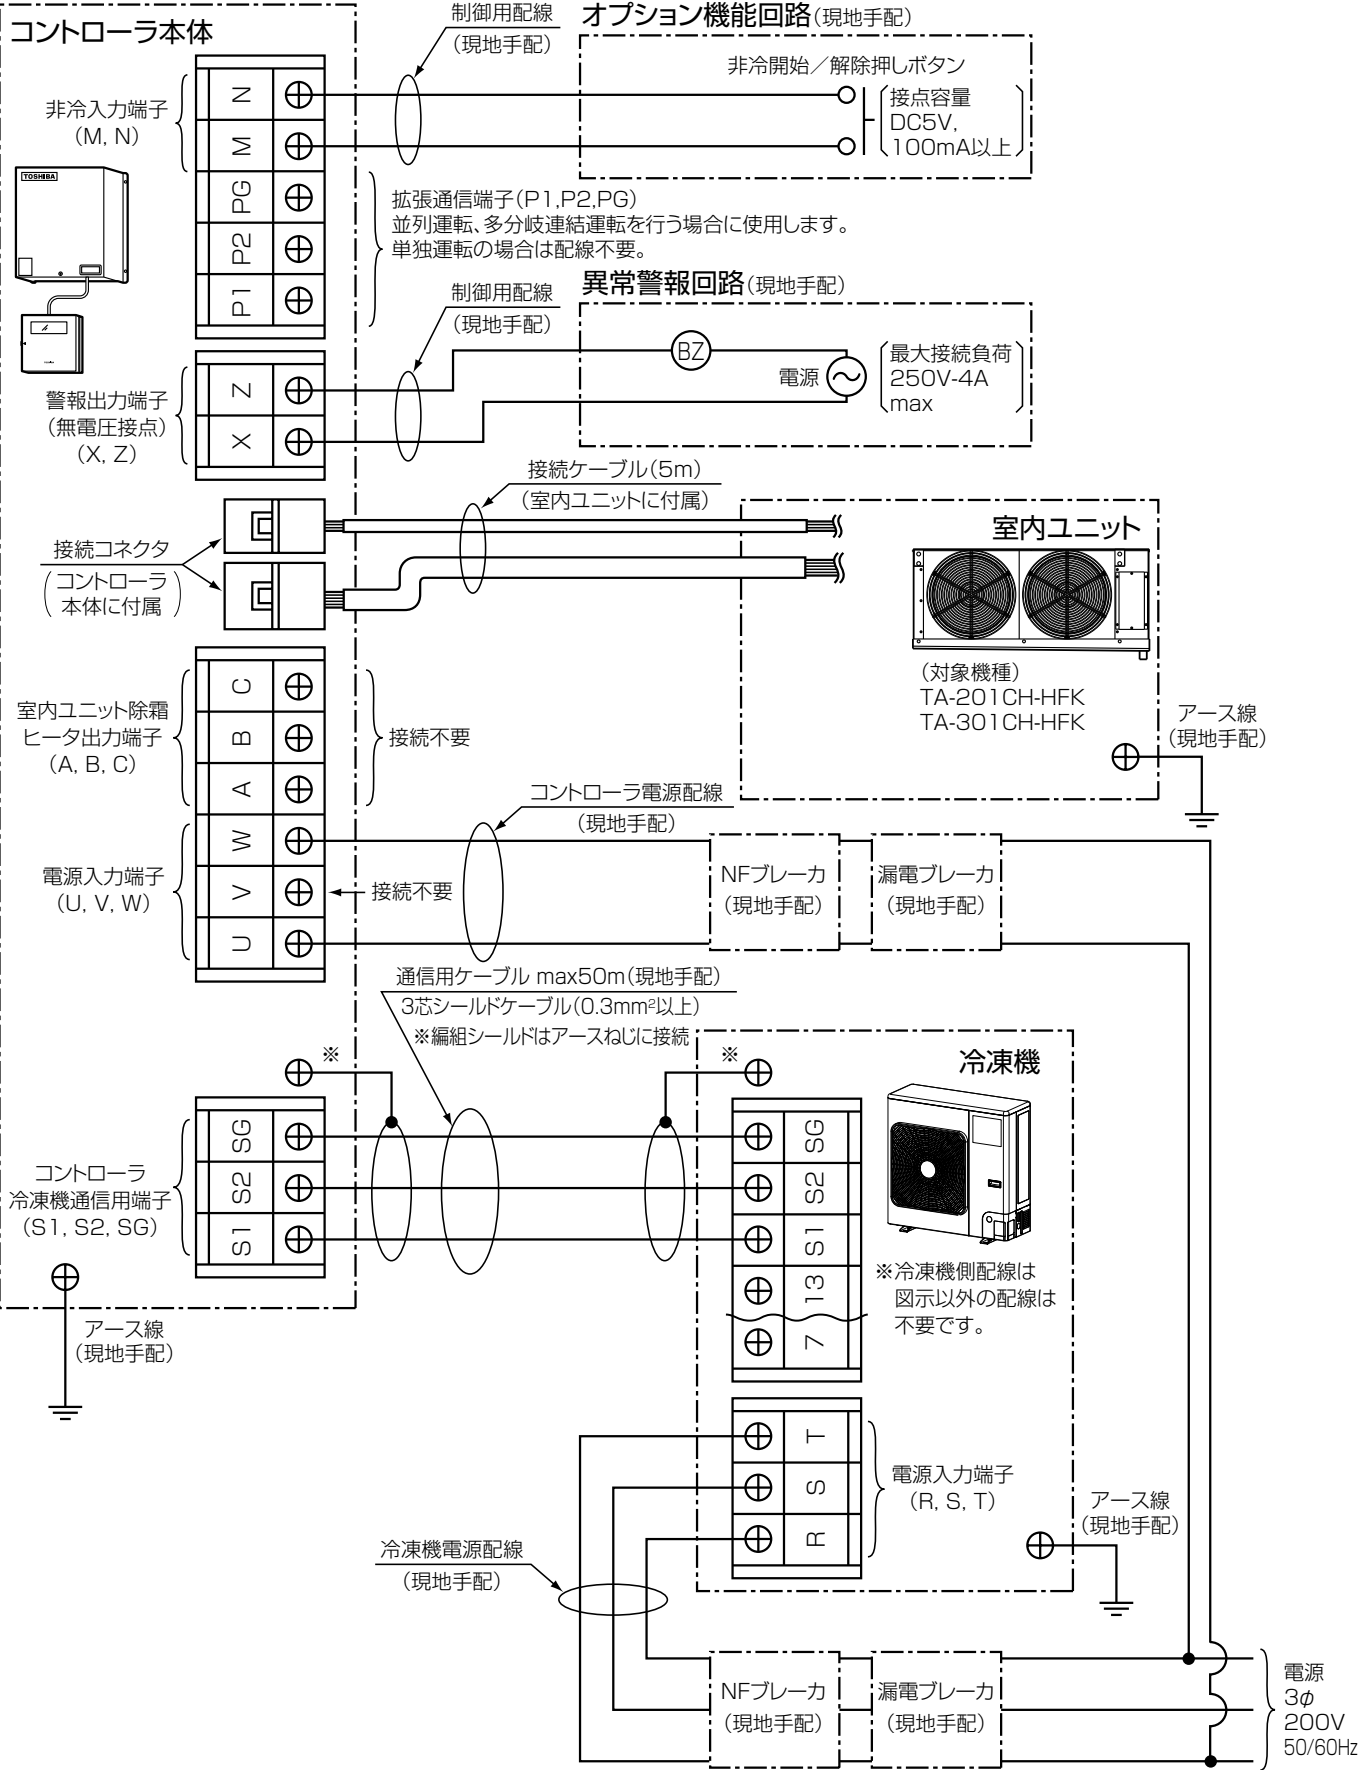 コントローラ本体
制御用配線
(現地手配)
オプション機能回路(現地手配)
非冷開始／解除押しボタン
接点容量
DC5V,
100mA以上
非冷入力端子
(M, N)
N
M
PG
P2
P1
TOSHIBA
拡張通信端子(P1,P2,PG)
並列運転、多分岐連結運転を行う場合に使用します。
単独運転の場合は配線不要。
制御用配線
(現地手配)
異常警報回路(現地手配)
BZ
電源
最大接続負荷
250V-4A
max
警報出力端子
(無電圧接点)
(X, Z)
Z
X
接続ケーブル(5m)
(室内ユニットに付属)
接続コネクタ
(コントローラ
本体に付属)
室内ユニット
(対象機種)
TA-201CH-HFK
TA-301CH-HFK
アース線
(現地手配)
室内ユニット除霜
ヒータ出力端子
(A, B, C)
C
B
A
接続不要
コントローラ電源配線
(現地手配)
電源入力端子
(U, V, W)
W
V
U
接続不要
NFブレーカ
(現地手配)
漏電ブレーカ
(現地手配)
通信用ケーブル max50m(現地手配)
3芯シールドケーブル(0.3mm²以上)
※編組シールドはアースねじに接続
※
※
冷凍機
コントローラ
冷凍機通信用端子
(S1, S2, SG)
SG
S2
S1
SG
S2
S1
13
7
※冷凍機側配線は
図示以外の配線は
不要です。
アース線
(現地手配)
T
S
R
電源入力端子
(R, S, T)
アース線
(現地手配)
冷凍機電源配線
(現地手配)
NFブレーカ
(現地手配)
漏電ブレーカ
(現地手配)
電源
3φ
200V
50/60Hz